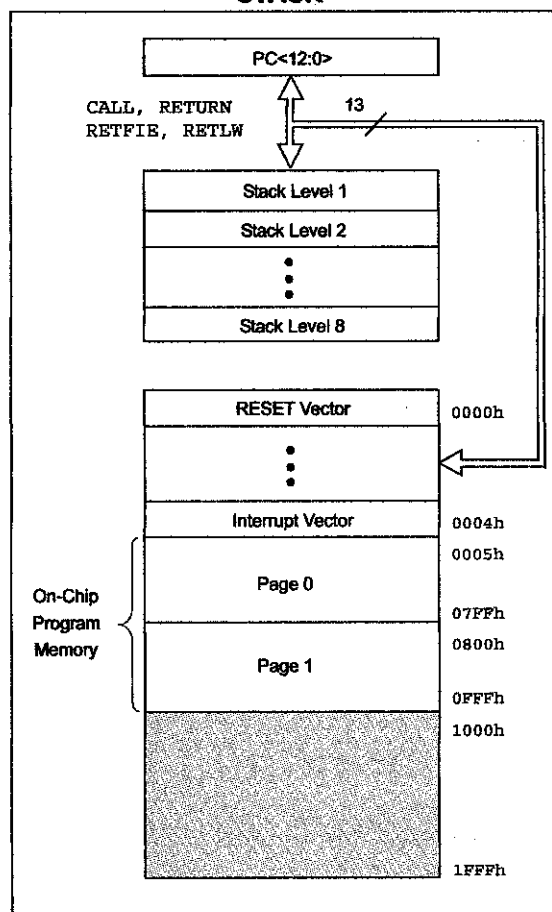 PC<12:0>
CALL, RETURN
RETFIE, RETLW
13
Stack Level 1
Stack Level 2
Stack Level 8
RESET Vector
0000h
Interrupt Vector
0004h
0005h
On-Chip
Program
Memory
Page 0
07FFh
0800h
Page 1
0FFFh
1000h
1FFFh